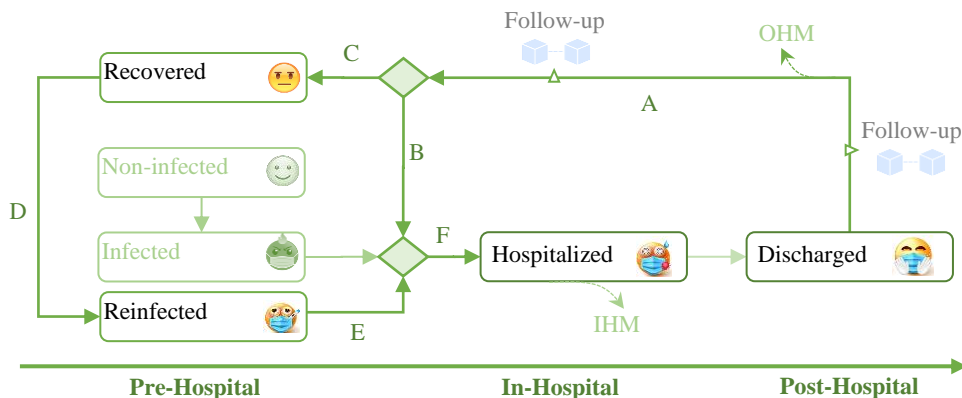 Follow-up
OHM
Recovered
C
A
Follow-up
Non-infected
B
D
Infected
F
Hospitalized
Discharged
Reinfected
E
IHM
Pre-Hospital
In-Hospital
Post-Hospital